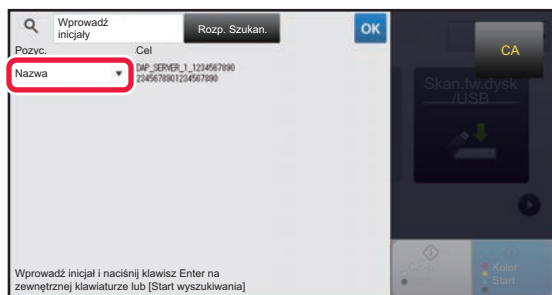 Wprowadź
inicjały
Rozp. Szukan.
OK
CA
Pozyc.
Cel
Nazwa
DAP_SERVER_1_1234567890
2345678901234567890
Skan.tw.dysk
/USB
Wprowadź inicjał i naciśnij klawisz Enter na
zewnętrznej klawiaturze lub [Start wyszukiwania]
Kolor
Start